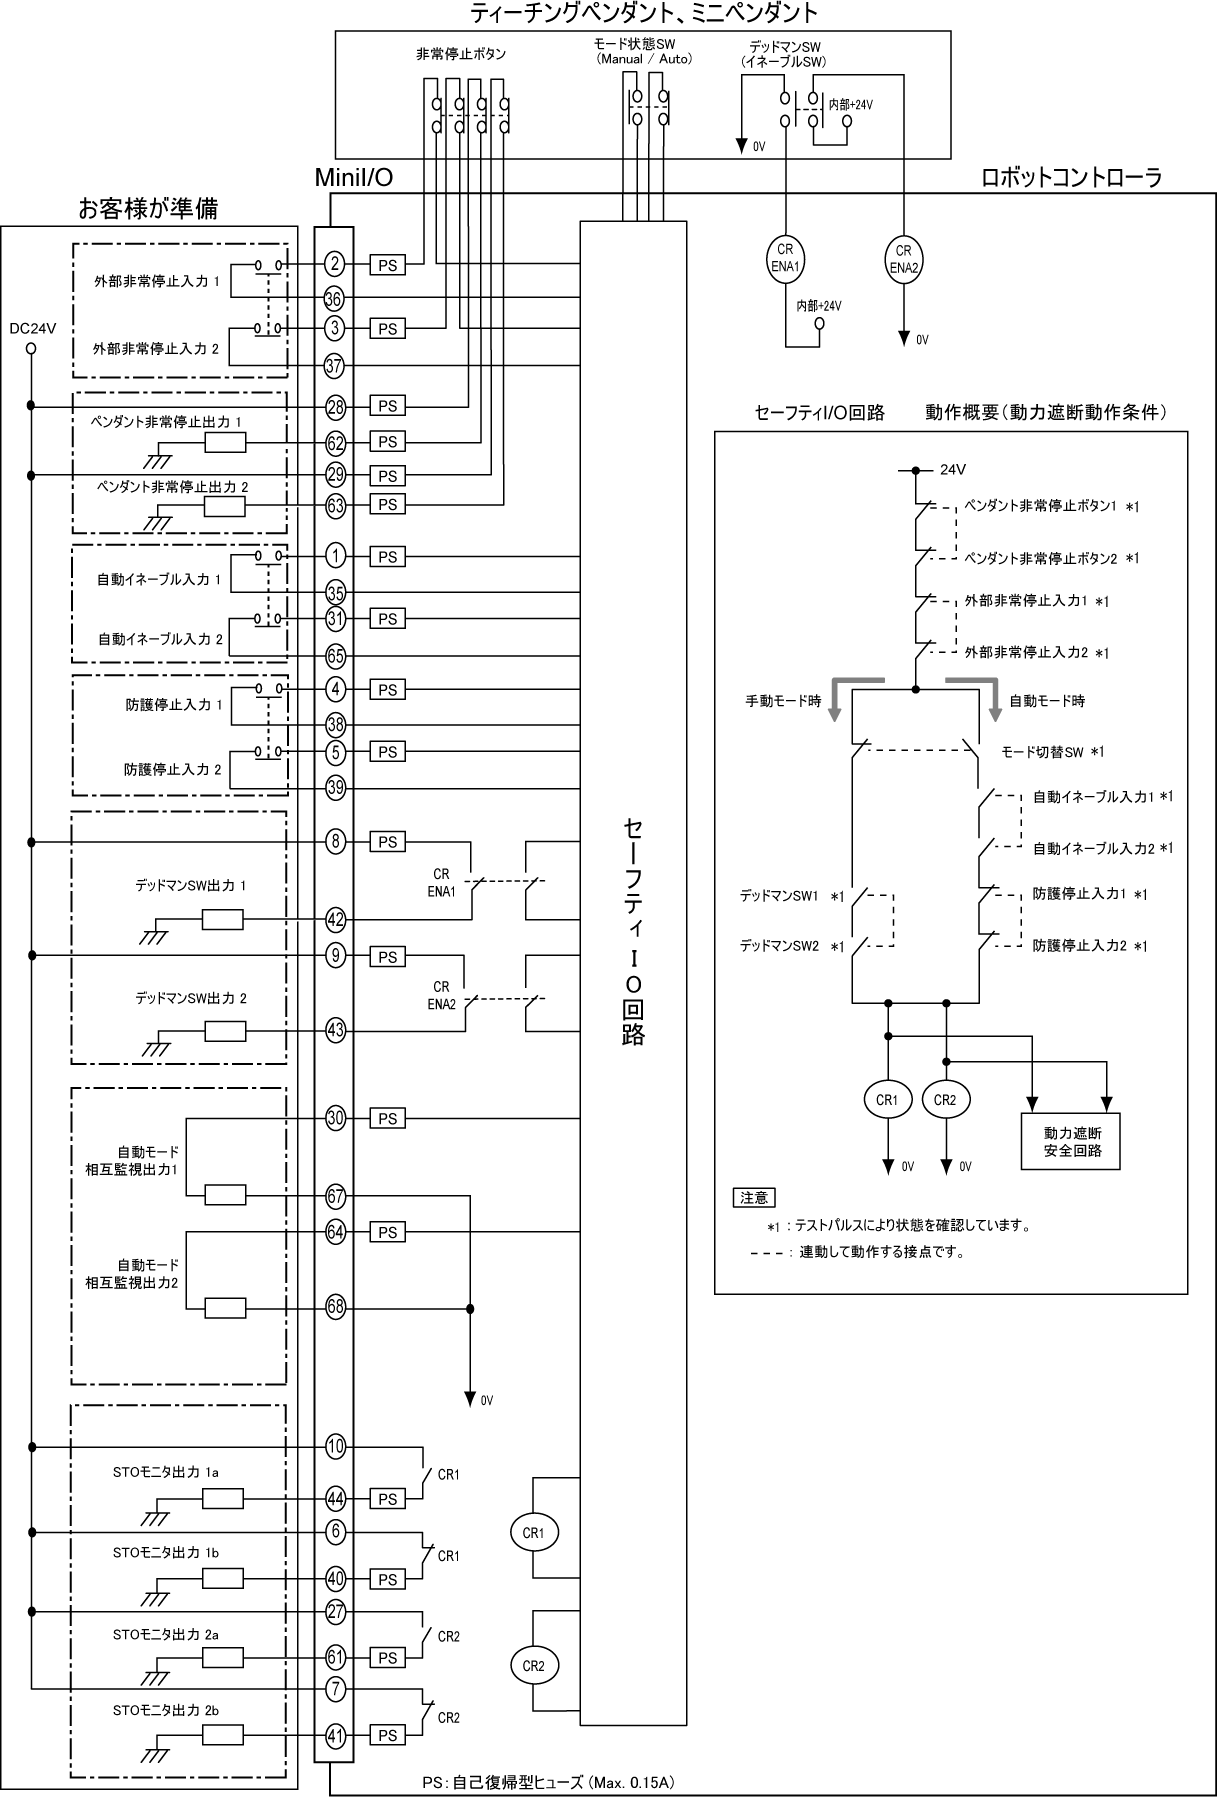 ティーチングペンダント、ミニペンダント
非常停止ボタン
モード状態SW
(Manual / Auto)
デッドマンSW
(イネーブルSW)
内部+24V
0V
MiniI/O
ロボットコントローラ
お客様が準備
CR
ENA1
CR
ENA2
内部+24V
0V
DC24V
外部非常停止入力 1
2
PS
36
外部非常停止入力 2
3
PS
37
ペンダント非常停止出力 1
28
PS
62
PS
ペンダント非常停止出力 2
29
PS
63
PS
自動イネーブル入力 1
1
PS
35
自動イネーブル入力 2
31
PS
65
防護停止入力 1
4
PS
38
防護停止入力 2
5
PS
39
デッドマンSW出力 1
8
PS
CR
ENA1
42
デッドマンSW出力 2
9
PS
CR
ENA2
43
セーフティIO回路
自動モード
相互監視出力1
30
PS
67
自動モード
相互監視出力2
64
PS
68
0V
STOモニタ出力 1a
10
CR1
44
PS
STOモニタ出力 1b
6
CR1
40
PS
STOモニタ出力 2a
27
CR2
61
PS
STOモニタ出力 2b
7
CR2
41
PS
CR1
CR2
セーフティI/O回路 動作概要(動力遮断動作条件)
24V
ペンダント非常停止ボタン1 *1
ペンダント非常停止ボタン2 *1
外部非常停止入力1 *1
外部非常停止入力2 *1
手動モード時
自動モード時
モード切替SW *1
自動イネーブル入力1 *1
自動イネーブル入力2 *1
デッドマンSW1 *1
防護停止入力1 *1
デッドマンSW2 *1
防護停止入力2 *1
CR1
CR2
動力遮断
安全回路
0V
0V
注意
*1 : テストパルスにより状態を確認しています。
--- : 連動して動作する接点です。
PS : 自己復帰型ヒューズ (Max. 0.15A)